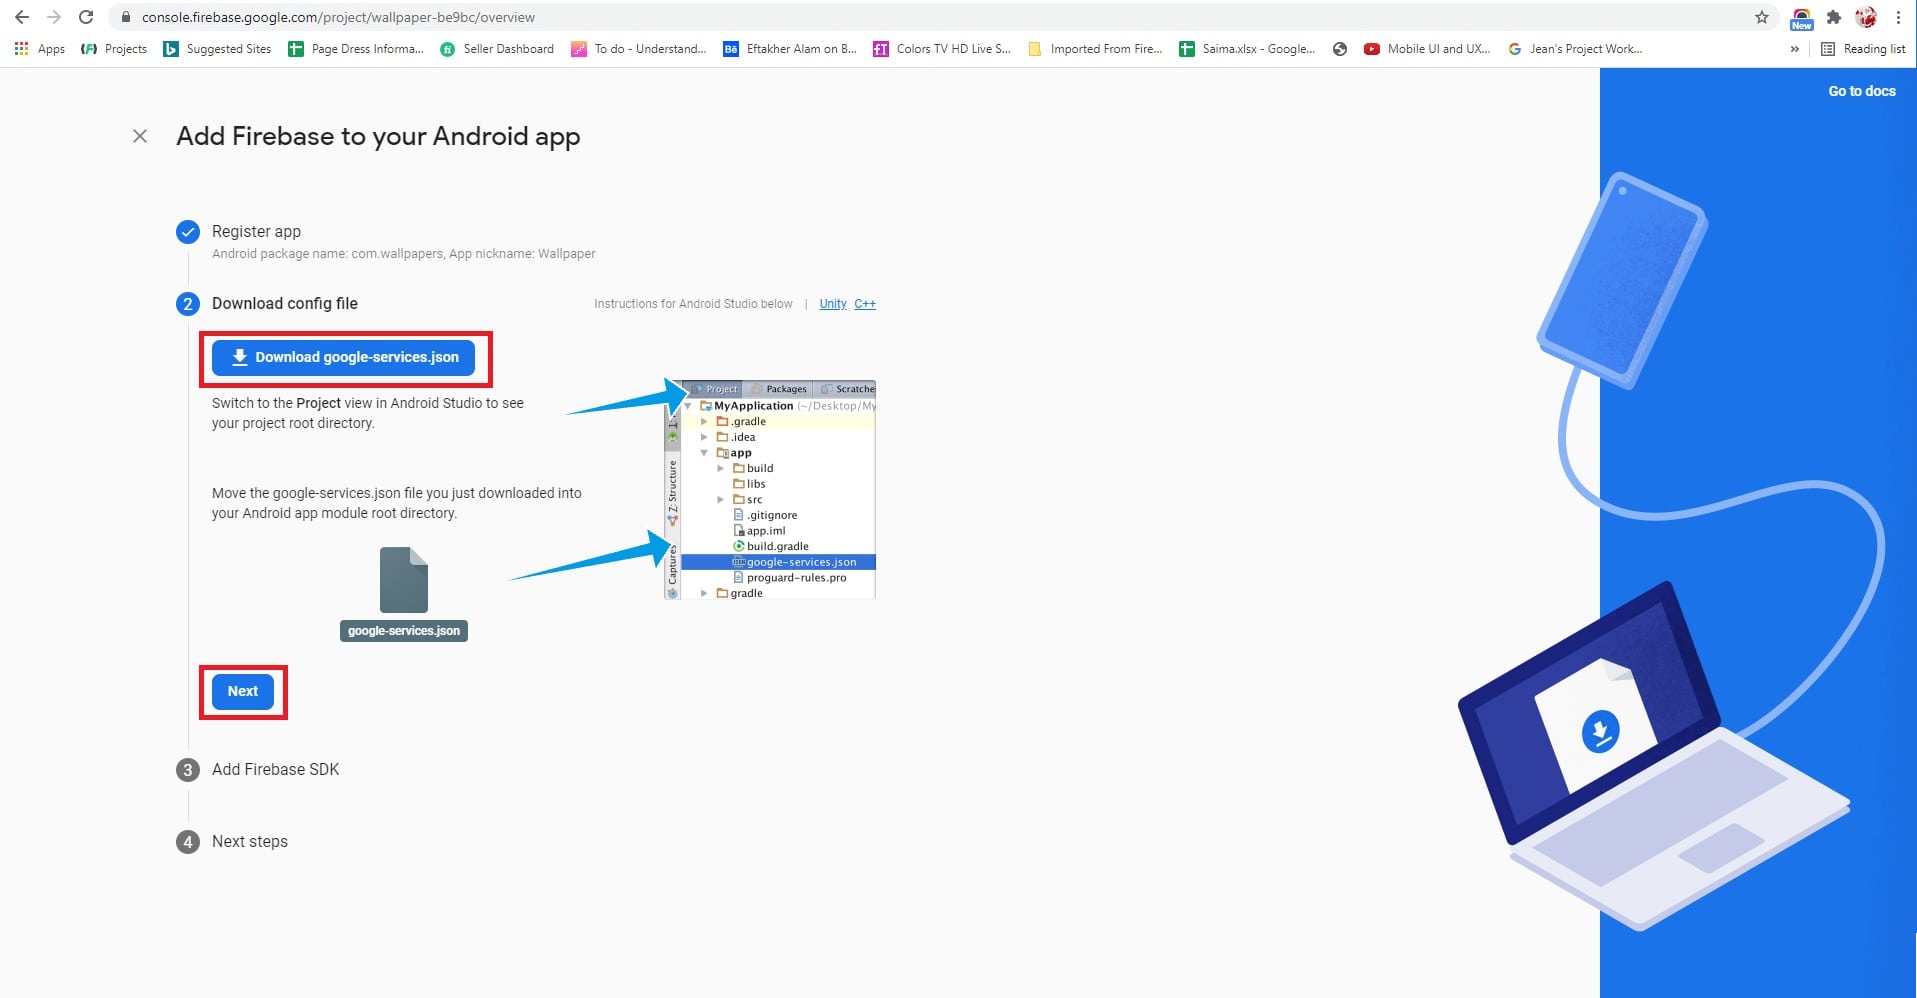 console.firebase.google.com/project/wallpaper-be9bc/overview
New
Apps
Projects
Suggested Sites
Page Dress Informa...
Seller Dashboard
To do - Understand...
Bē
Eftakher Alam on B...
Colors TV HD Live S...
Imported From Fire...
Saima.xlsx - Google...
Mobile UI and UX...
Jean's Project Work...
»
Reading list
Go to docs
Add Firebase to your Android app
Register app
Android package name: com.wallpapers, App nickname: Wallpaper
2 Download config file
Instructions for Android Studio below | Unity C++
Download google-services.json
Switch to the Project view in Android Studio to see
your project root directory.
Move the google-services.json file you just downloaded into
your Android app module root directory.
google-services.json
Project Packages Scratche
MyApplication (~/Desktop/My
.gradle
.idea
app
build
libs
src
.gitignore
app.iml
build.gradle
google-services.json
proguard-rules.pro
gradle
Z: Structure
Captures
Next
3 Add Firebase SDK
4 Next steps